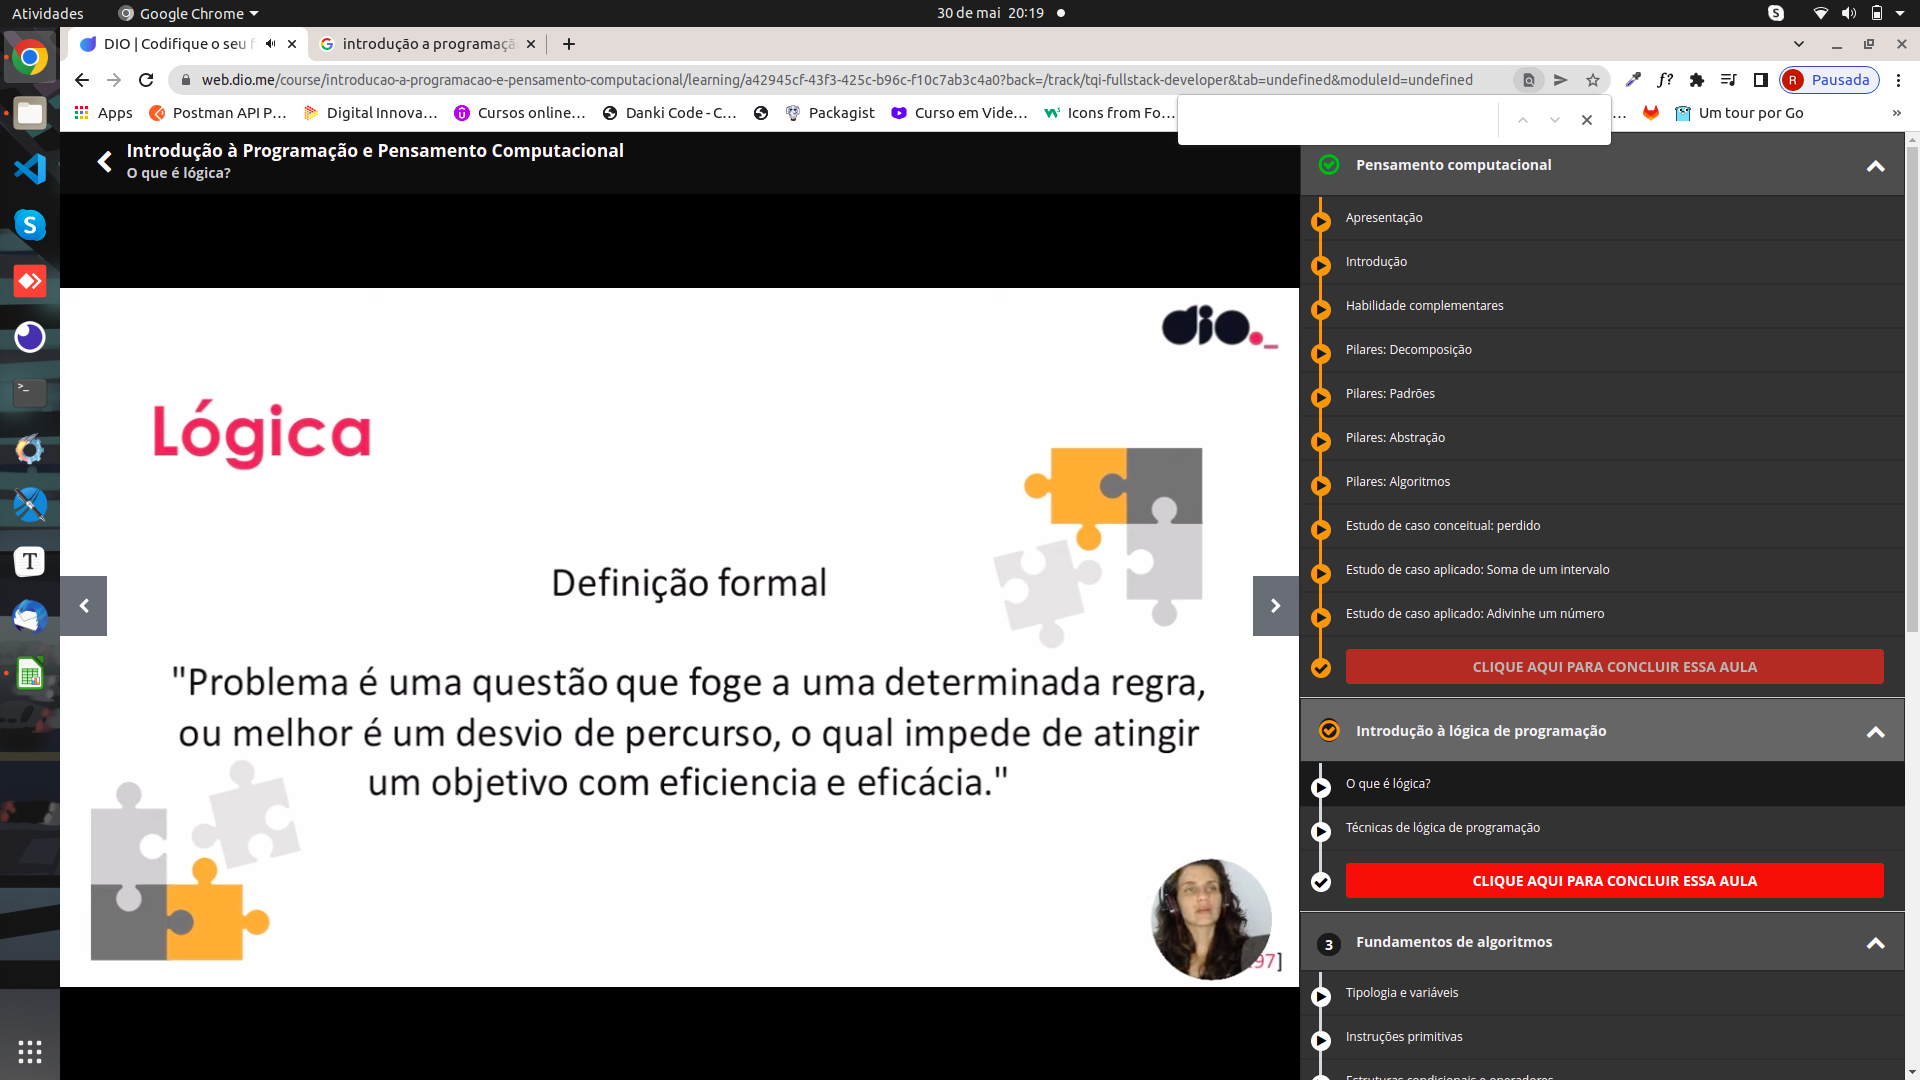 Atividades
Google Chrome
30 de mai 20:19
DIO | Codifique o seu f
introdução a programaçã
web.dio.me/course/introducao-a-programacao-e-pensamento-computacional/learning/a42945cf-43f3-425c-b96c-f10c7ab3c4a0?back=/track/tqi-fullstack-developer&tab=undefined&moduleId=undefined
f?
R Pausada
Apps
Postman API P...
Digital Innova...
Cursos online...
Danki Code - C...
Packagist
Curso em Vide...
Icons from Fo...
...
Um tour por Go
»
Introdução à Programação e Pensamento Computacional
O que é lógica?
dio._
Lógica
Definição formal
"Problema é uma questão que foge a uma determinada regra,
ou melhor é um desvio de percurso, o qual impede de atingir
um objetivo com eficiencia e eficácia."
97]
Pensamento computacional
Apresentação
Introdução
Habilidade complementares
Pilares: Decomposição
Pilares: Padrões
Pilares: Abstração
Pilares: Algoritmos
Estudo de caso conceitual: perdido
Estudo de caso aplicado: Soma de um intervalo
Estudo de caso aplicado: Adivinhe um número
CLIQUE AQUI PARA CONCLUIR ESSA AULA
Introdução à lógica de programação
O que é lógica?
Técnicas de lógica de programação
CLIQUE AQUI PARA CONCLUIR ESSA AULA
3 Fundamentos de algoritmos
Tipologia e variáveis
Instruções primitivas
Estruturas condicionais e operadores